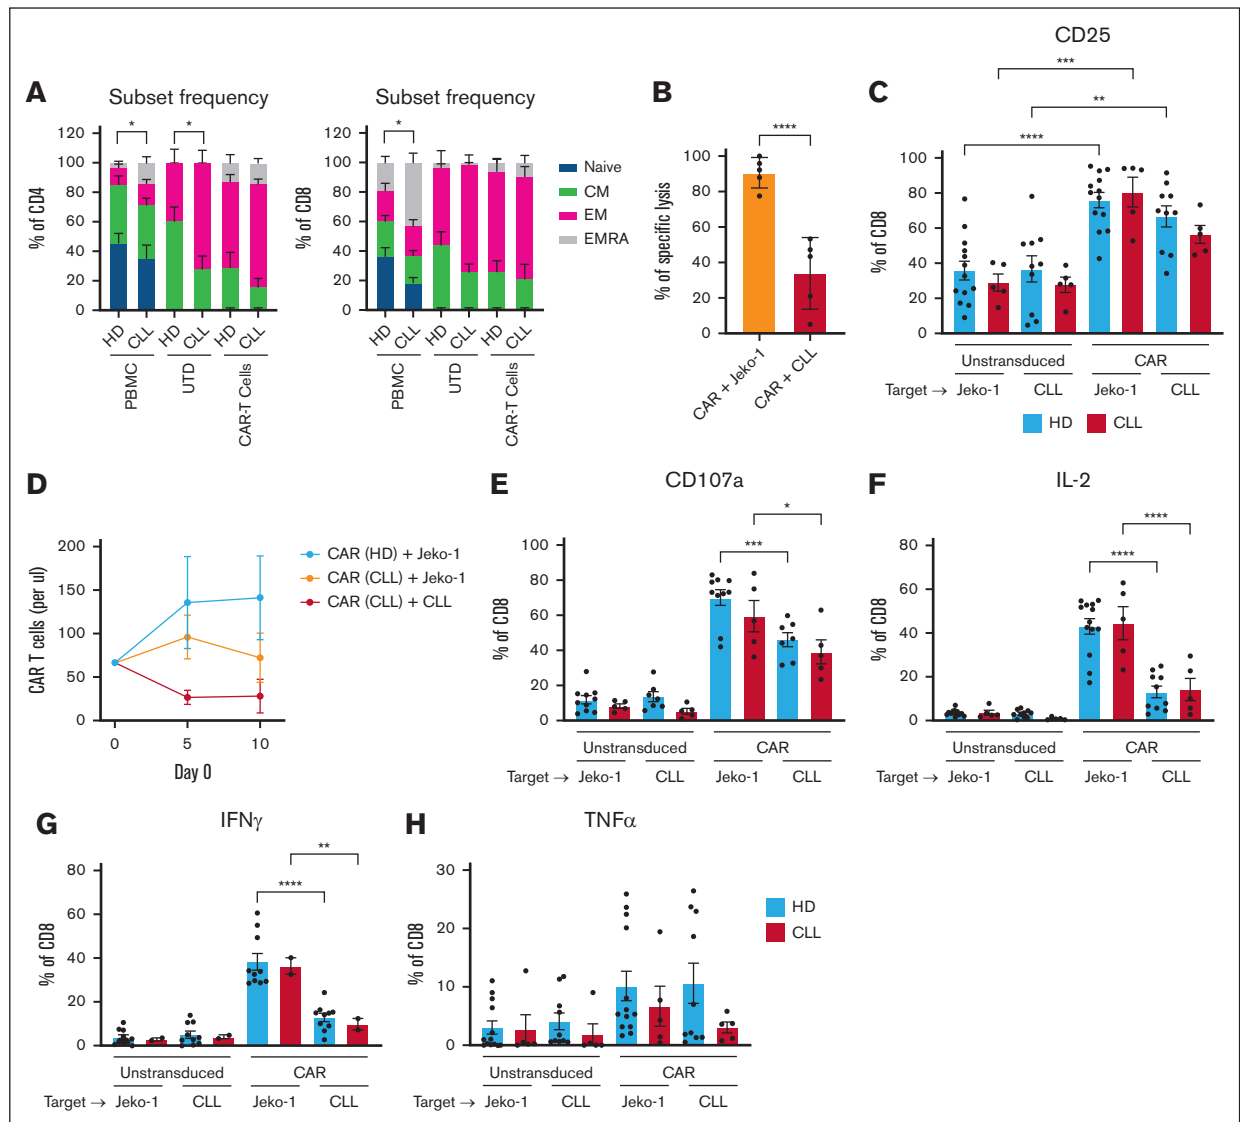 A
Subset frequency
*
*
120
100
80
60
40
20
0
% of CD4
HD
CLL
HD
CLL
HD
CLL
PBMC
UTD
CAR-T Cells
Subset frequency
*
120
100
80
60
40
20
0
% of CD8
HD
CLL
HD
CLL
HD
CLL
PBMC
UTD
CAR-T Cells
Naive
CM
EM
EMRA
B
****
100
80
60
40
20
0
% of specific lysis
CAR + Jeko-1
CAR + CLL
C
CD25
***
**
****
100
80
60
40
20
0
% of CD8
Unstransduced
CAR
Target → Jeko-1
CLL
Jeko-1
CLL
HD
CLL
D
200
150
100
50
0
CAR T cells (per ul)
0
5
10
Day 0
CAR (HD) + Jeko-1
CAR (CLL) + Jeko-1
CAR (CLL) + CLL
E
CD107a
*
***
100
80
60
40
20
0
% of CD8
Unstransduced
CAR
Target → Jeko-1
CLL
Jeko-1
CLL
F
IL-2
****
****
80
60
40
20
0
% of CD8
Unstransduced
CAR
Target → Jeko-1
CLL
Jeko-1
CLL
G
IFNγ
**
****
80
60
40
20
0
% of CD8
Unstransduced
CAR
Target → Jeko-1
CLL
Jeko-1
CLL
H
TNFα
30
20
10
0
% of CD8
Unstransduced
CAR
Target → Jeko-1
CLL
Jeko-1
CLL
HD
CLL